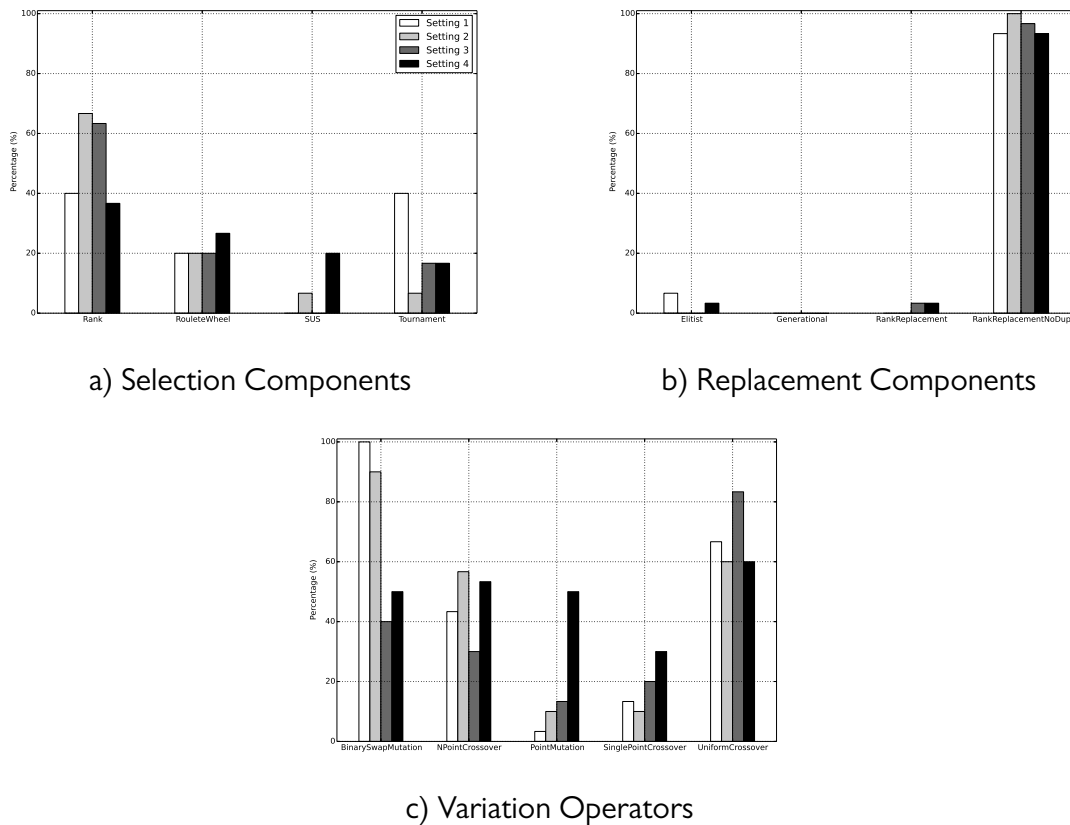 100
80
60
40
20
0
Percentage (%)
Setting 1
Setting 2
Setting 3
Setting 4
Rank RouleteWheel SUS Tournament
a) Selection Components
100
80
60
40
20
0
Percentage (%)
Elitist Generational RankReplacement RankReplacementNoDup
b) Replacement Components
100
80
60
40
20
0
Percentage (%)
BinarySwapMutation NPointCrossover PointMutation SinglePointCrossover UniformCrossover
c) Variation Operators